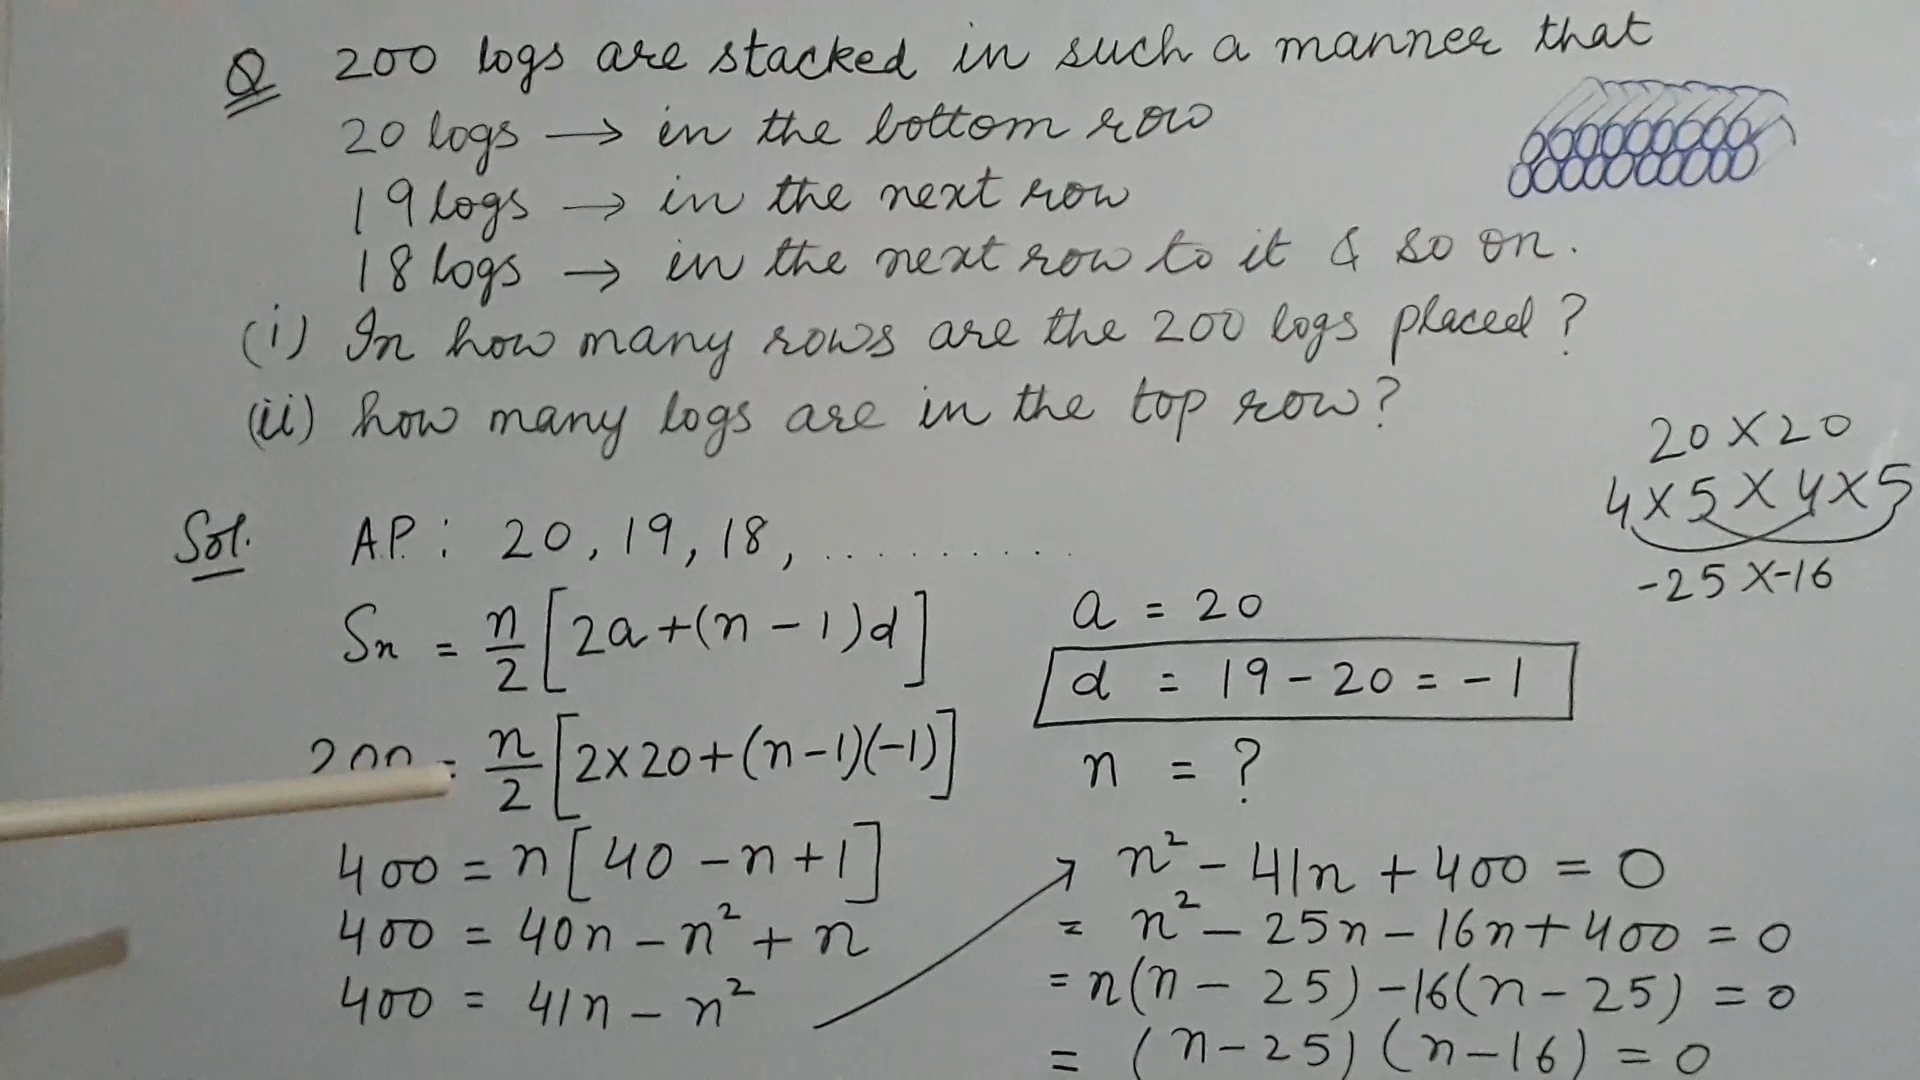 Q 200 logs are stacked in such a manner that
20 logs → in the bottom row
19 logs → in the next row
18 logs → in the next row to it & so on.
(i) In how many rows are the 200 logs placed?
(ii) how many logs are in the top row?
Sol. A.P.: 20, 19, 18, ..........
Sn = n/2 [2a+(n-1)d]
200 = n/2 [2×20+(n-1)(-1)]
400 = n[40-n+1]
400 = 40n-n²+n
400 = 41n-n²
a = 20
d = 19-20 = -1
n = ?
→ n²-41n+400 = 0
= n²-25n-16n+400 = 0
= n(n-25)-16(n-25) = 0
= (n-25)(n-16) = 0
20×20
4×5×4×5
-25×-16